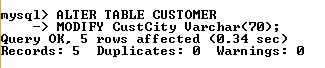 mysql> ALTER TABLE CUSTOMER
    -> MODIFY CustCity Varchar(70);
Query OK, 5 rows affected (0.34 sec)
Records: 5  Duplicates: 0  Warnings: 0